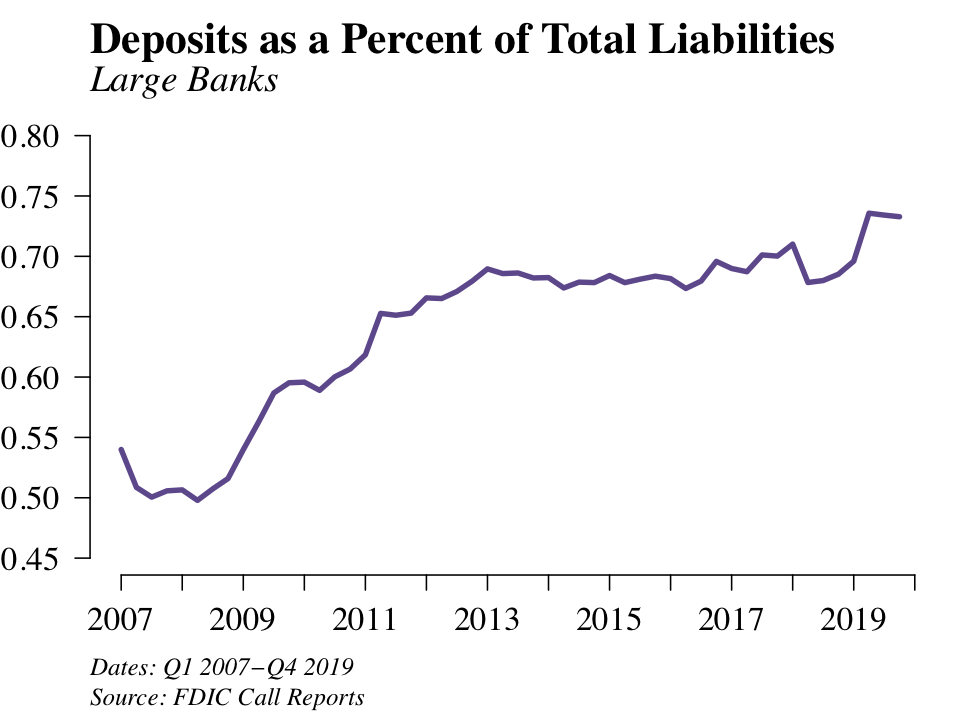 Deposits as a Percent of Total Liabilities
Large Banks
0.80
0.75
0.70
0.65
0.60
0.55
0.50
0.45
2007 2009 2011 2013 2015 2017 2019
Dates: Q1 2007−Q4 2019
Source: FDIC Call Reports